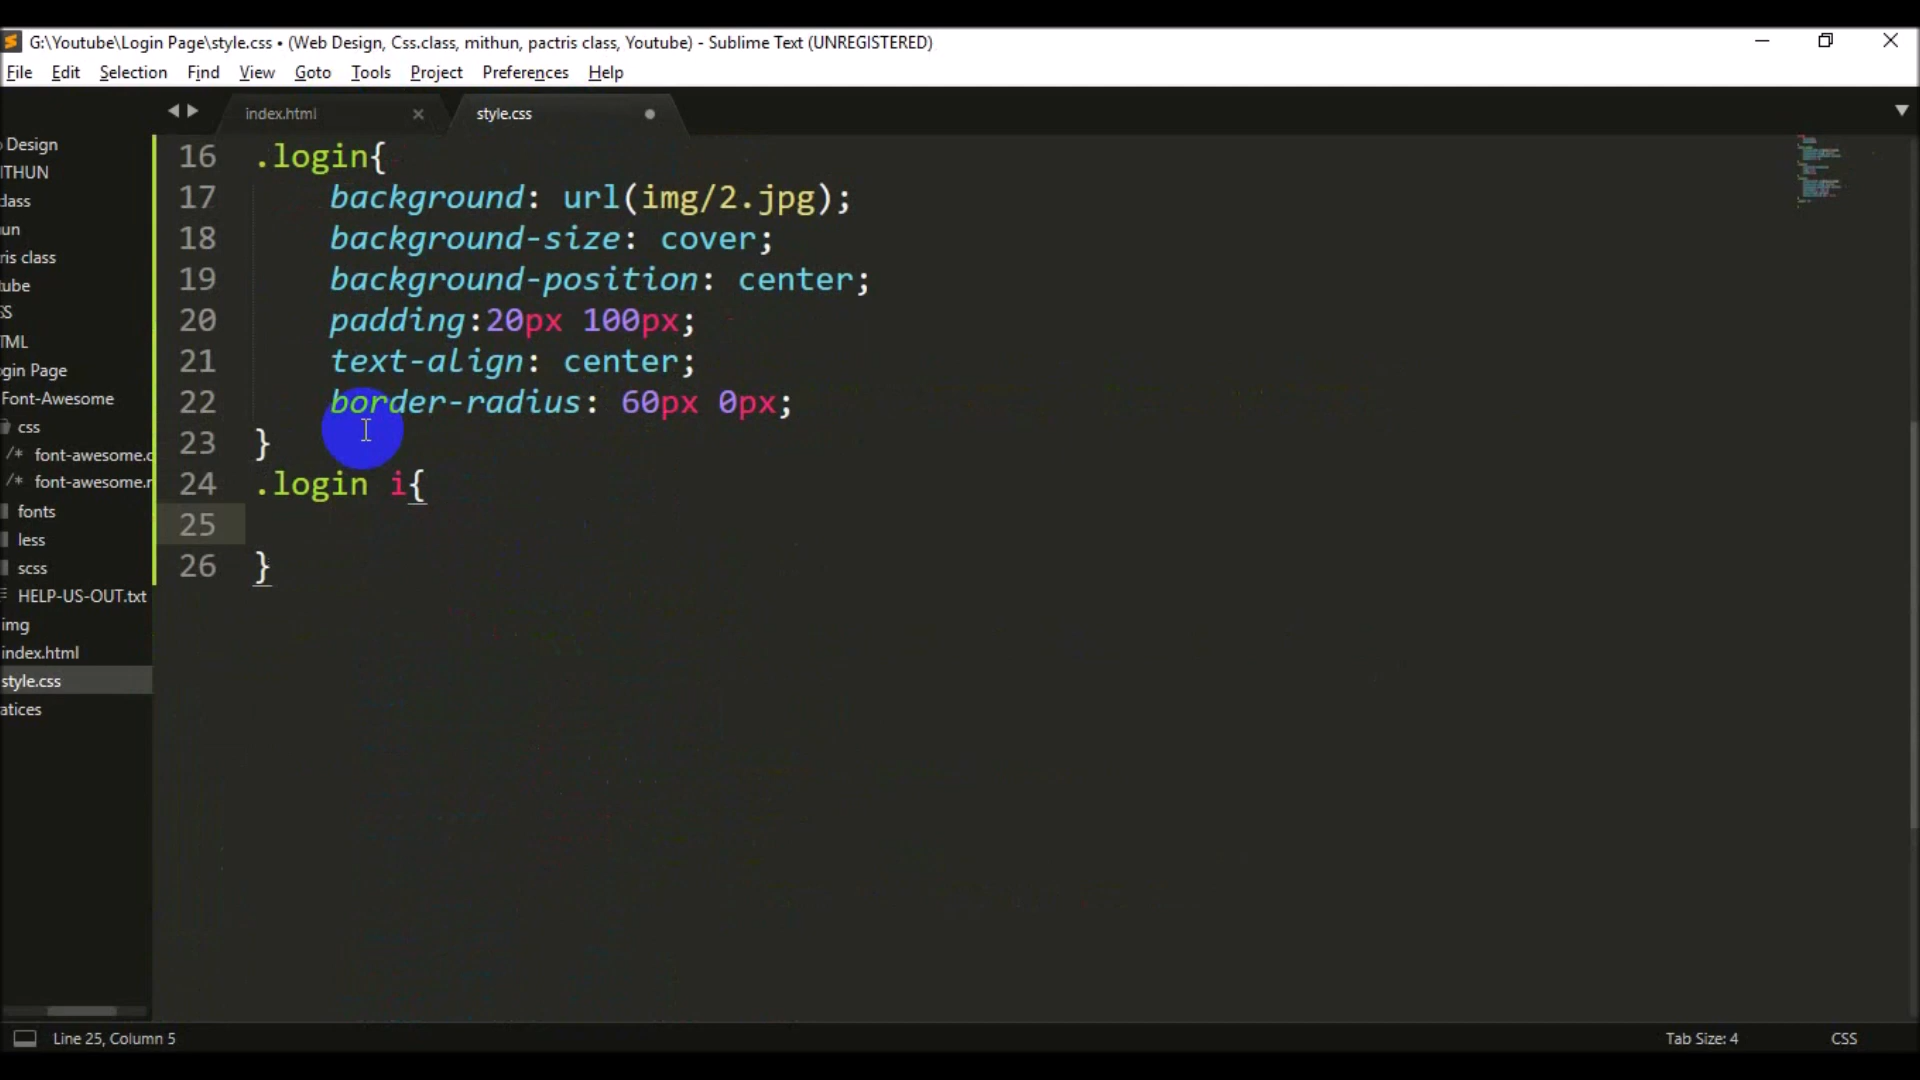 G:\Youtube\Login Page\style.css • (Web Design, Css.class, mithun, pactris class, Youtube) - Sublime Text (UNREGISTERED)
File Edit Selection Find View Goto Tools Project Preferences Help
index.html
style.css
Design
16 .login{
17 background: url(img/2.jpg);
18 background-size: cover;
19 background-position: center;
20 padding:20px 100px;
21 text-align: center;
22 border-radius: 60px 0px;
23 }
24 .login i{
25
26 }
ITHUN
lass
un
ris class
tube
SS
TML
gin Page
Font-Awesome
css
/* font-awesome.c
/* font-awesome.r
fonts
less
scss
HELP-US-OUT.txt
img
index.html
style.css
atices
Line 25, Column 5
Tab Size: 4
CSS